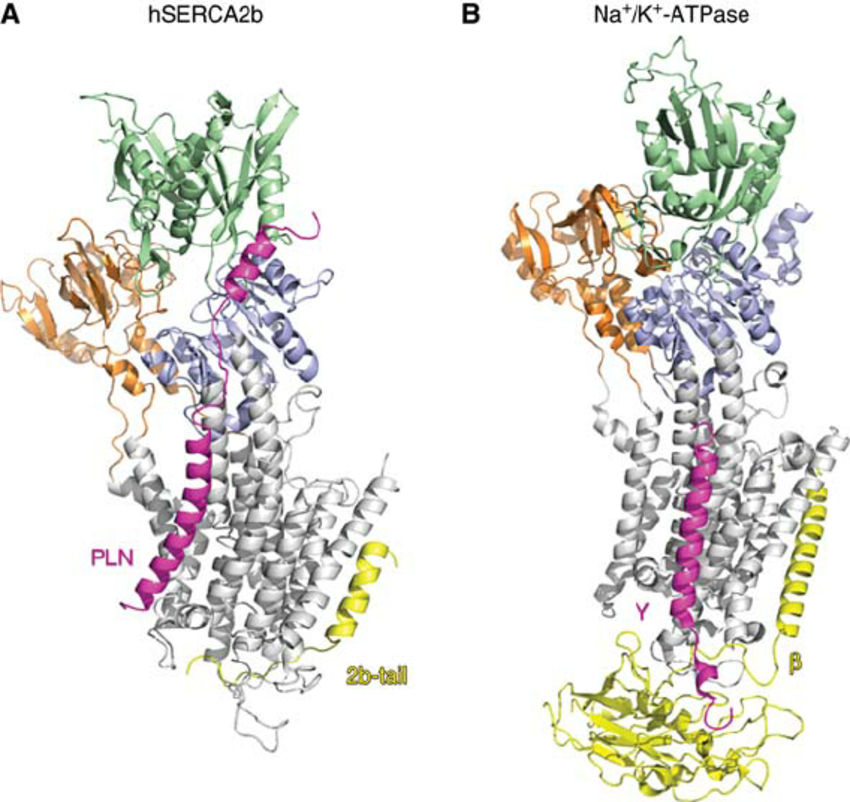 A
hSERCA2b
B
Na⁺/K⁺-ATPase
PLN
2b-tail
Y
β